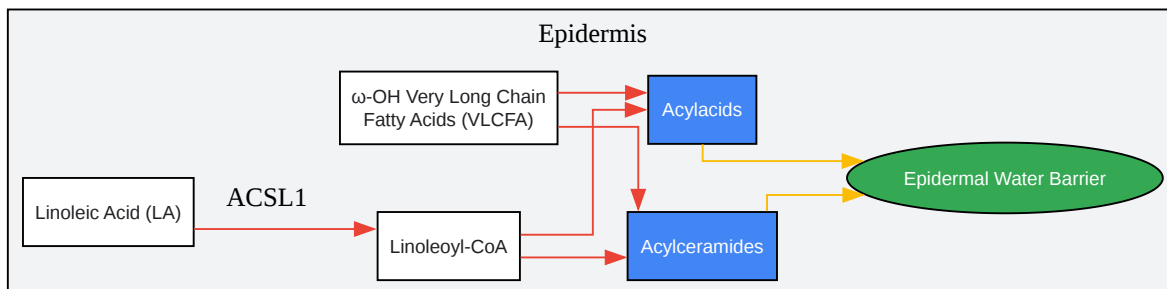 Epidermis
ω-OH Very Long Chain
Fatty Acids (VLCFA)
Acylacids
Epidermal Water Barrier
Linoleic Acid (LA)
ACSL1
Linoleoyl-CoA
Acylceramides